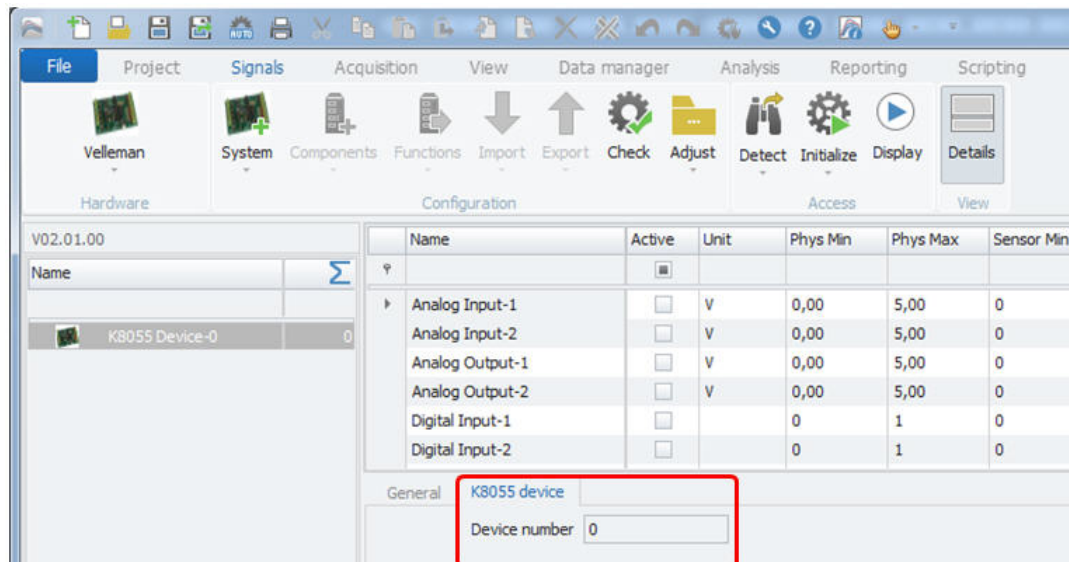 AUTO
File Project Signals Acquisition View Data manager Analysis Reporting Scripting
Velleman System Components Functions Import Export Check Adjust Detect Initialize Display Details
Hardware Configuration Access View
V02.01.00
Name Σ
Name Active Unit Phys Min Phys Max Sensor Min
K8055 Device-0 0
Analog Input-1 V 0,00 5,00 0
Analog Input-2 V 0,00 5,00 0
Analog Output-1 V 0,00 5,00 0
Analog Output-2 V 0,00 5,00 0
Digital Input-1 0 1 0
Digital Input-2 0 1 0
General K8055 device
Device number 0